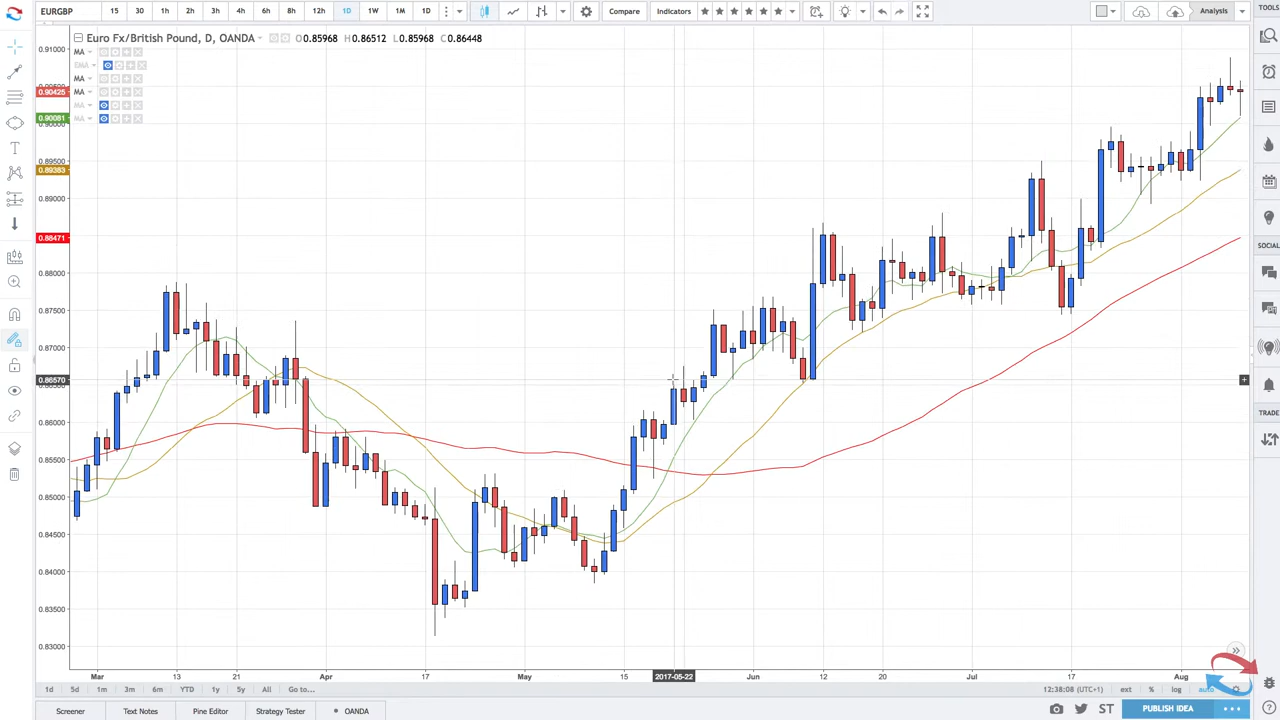 EURGBP 15 30 1h 2h 3h 4h 6h 8h 12h 1D 1W 1M 1D Compare Indicators Analysis TOOLS
Euro Fx/British Pound, D, OANDA O0.85968 H0.86512 L0.85968 C0.86448
MA
EMA
MA
MA
MA
MA
0.91000
0.90425
0.90081
0.90000
0.89500
0.89383
0.89000
0.88471
0.88000
0.87500
0.87000
0.86570
0.86000
0.85500
0.85000
0.84500
0.84000
0.83500
0.83000
SOCIAL
TRADE
Mar 13 21 Apr 17 May 15 2017-05-22 Jun 12 20 Jul 17 Aug
1d 5d 1m 3m 6m YTD 1y 5y All Go to... 12:38:08 (UTC+1) ext % log auto
Screener Text Notes Pine Editor Strategy Tester OANDA ST PUBLISH IDEA